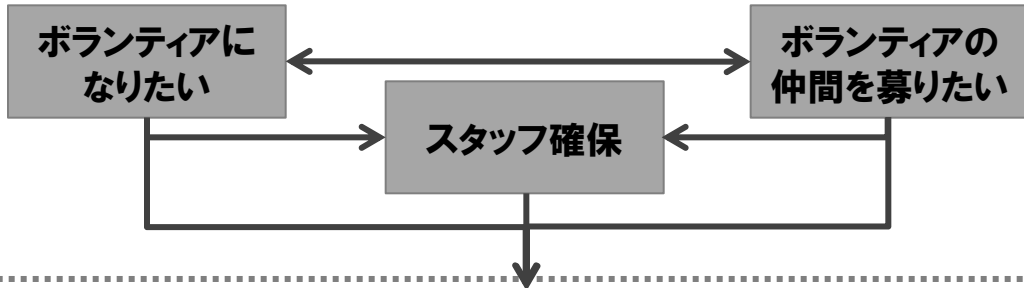 ボランティアに
なりたい
ボランティアの
仲間を募りたい
スタッフ確保